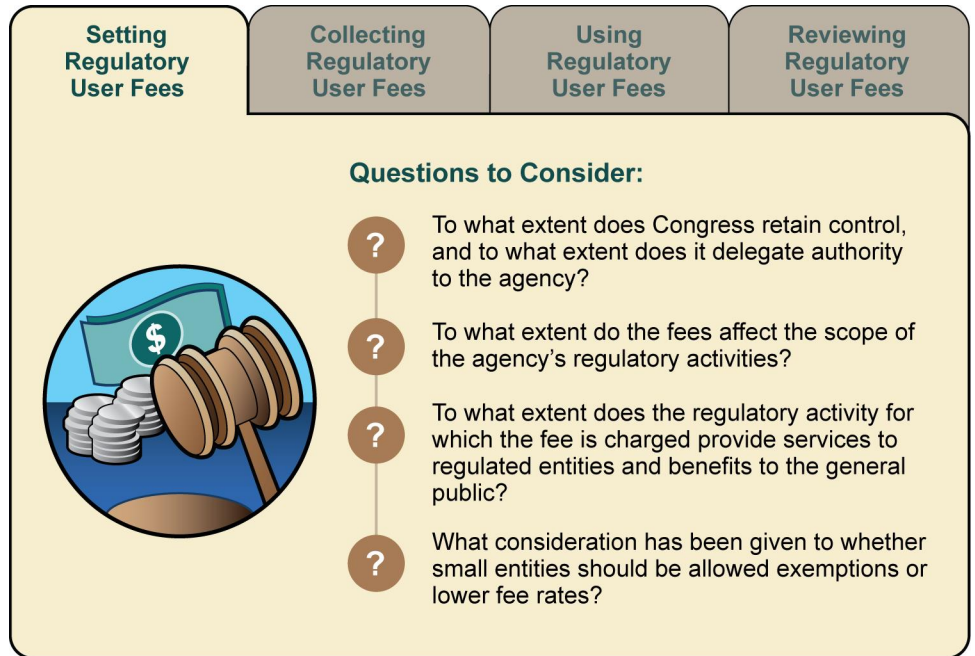 Setting
Regulatory
User Fees
Collecting
Regulatory
User Fees
Using
Regulatory
User Fees
Reviewing
Regulatory
User Fees
Questions to Consider:
?
To what extent does Congress retain control,
and to what extent does it delegate authority
to the agency?
?
To what extent do the fees affect the scope of
the agency’s regulatory activities?
?
To what extent does the regulatory activity for
which the fee is charged provide services to
regulated entities and benefits to the general
public?
?
What consideration has been given to whether
small entities should be allowed exemptions or
lower fee rates?
$